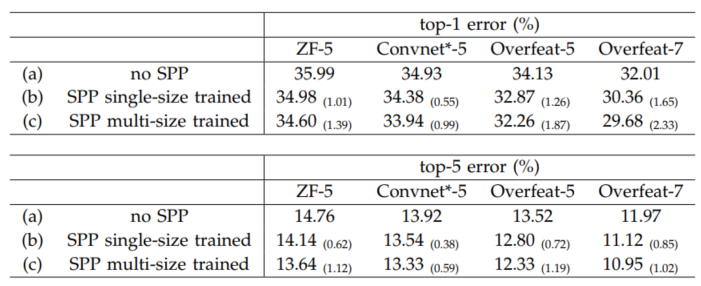 top-1 error (%)
ZF-5 Convnet*-5 Overfeat-5 Overfeat-7
(a) no SPP 35.99 34.93 34.13 32.01
(b) SPP single-size trained 34.98 (1.01) 34.38 (0.55) 32.87 (1.26) 30.36 (1.65)
(c) SPP multi-size trained 34.60 (1.39) 33.94 (0.99) 32.26 (1.87) 29.68 (2.33)
top-5 error (%)
ZF-5 Convnet*-5 Overfeat-5 Overfeat-7
(a) no SPP 14.76 13.92 13.52 11.97
(b) SPP single-size trained 14.14 (0.62) 13.54 (0.38) 12.80 (0.72) 11.12 (0.85)
(c) SPP multi-size trained 13.64 (1.12) 13.33 (0.59) 12.33 (1.19) 10.95 (1.02)